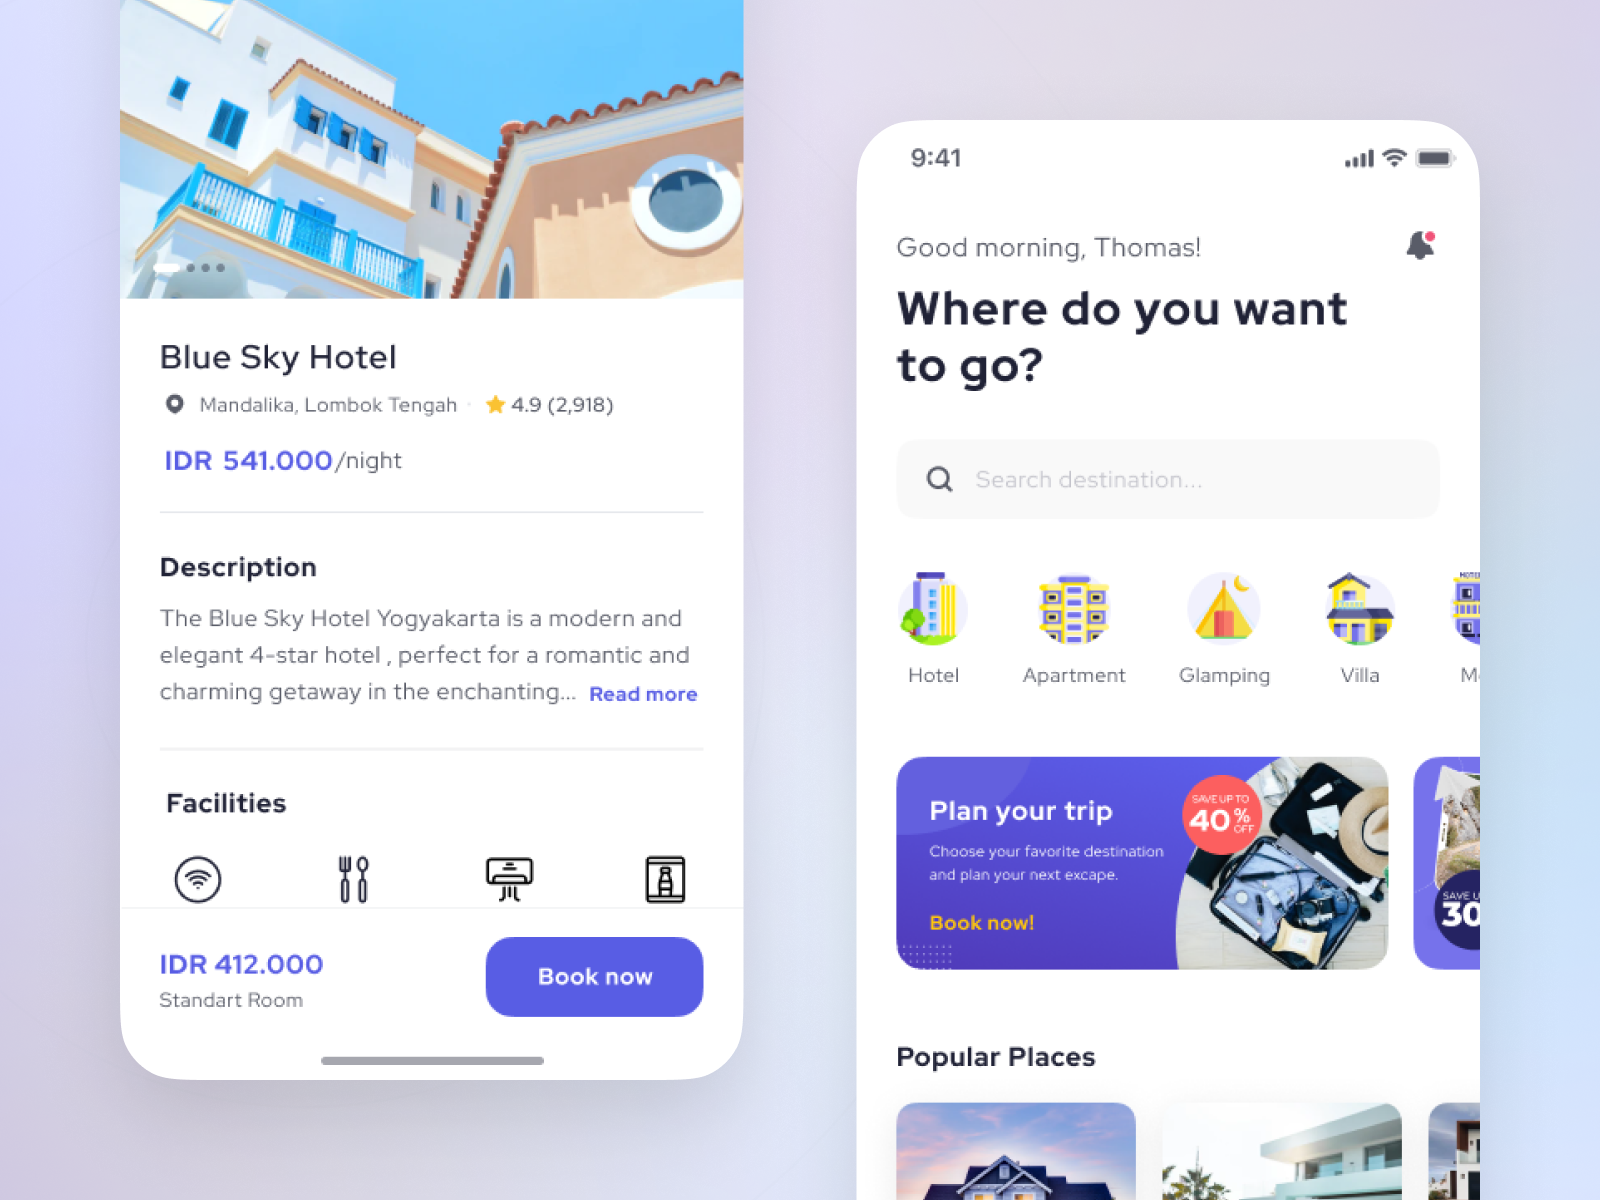 Blue Sky Hotel
Mandalika, Lombok Tengah
4.9 (2,918)
IDR 541.000/night
Description
The Blue Sky Hotel Yogyakarta is a modern and
elegant 4-star hotel , perfect for a romantic and
charming getaway in the enchanting... Read more
Facilities
IDR 412.000
Standart Room
Book now
9:41
Good morning, Thomas!
Where do you want
to go?
Search destination...
Hotel
Apartment
Glamping
Villa
Plan your trip
Choose your favorite destination
and plan your next excape.
Book now!
SAVE UP TO
40%
OFF
SAVE U
30
Popular Places